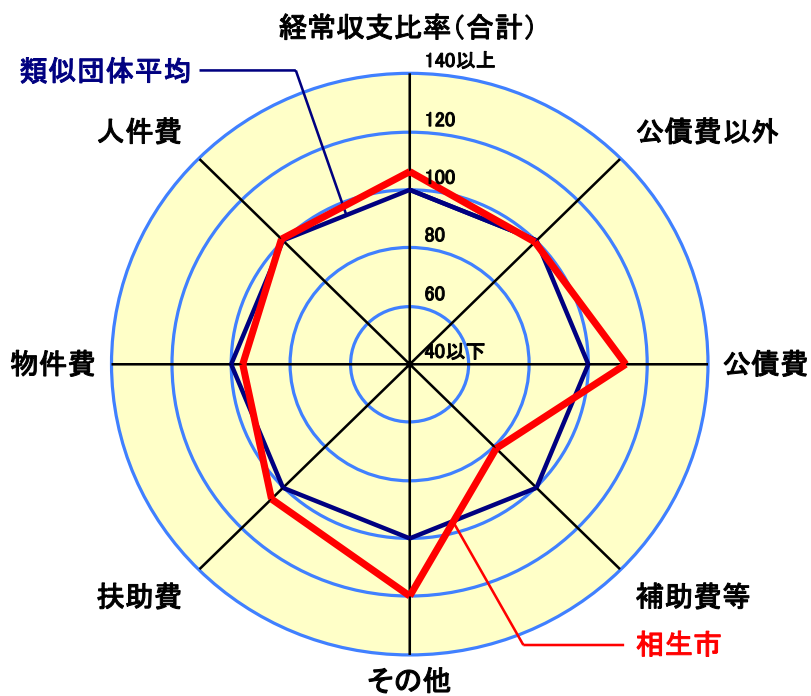 経常収支比率(合計)
140以上
類似団体平均
120
人件費
公債費以外
100
80
60
40以下
物件費
公債費
扶助費
補助費等
相生市
その他